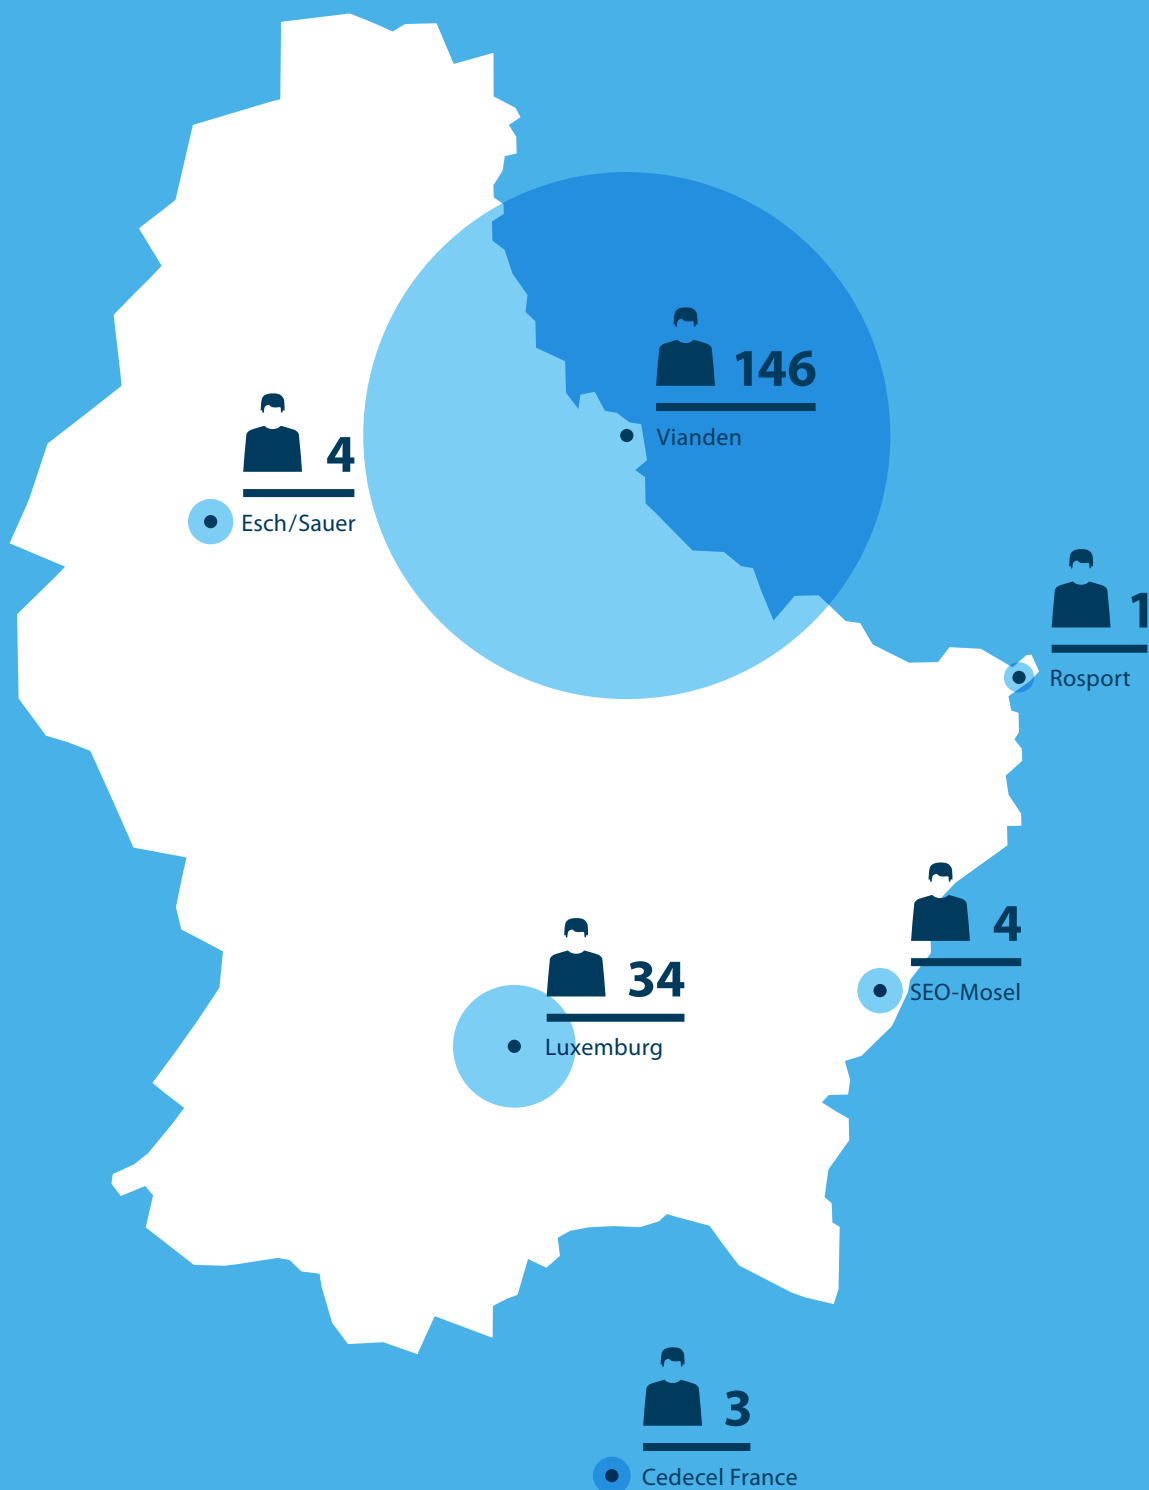 146
Vianden
4
Esch/Sauer
1
Rosport
4
SEO-Mosel
34
Luxemburg
3
Cedecel France